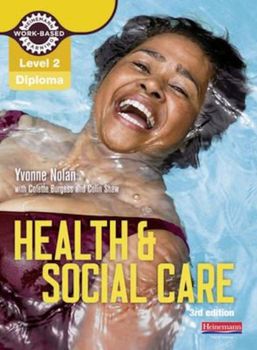 HEINEMANN
WORK-BASED
LEARNING
Level 2
Diploma
Yvonne Nolan
with Colette Burgess and Colin Shaw
HEALTH &
SOCIAL CARE
3rd edition
Heinemann